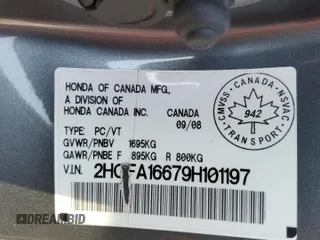 HONDA OF CANADA MFG.
A DIVISION OF
HONDA CANADA INC. CANADA
09/08
TYPE: PC/VT
GVWR/PNBV 1695KG
GAWR/PNBE F 895KG R 800KG
V.I.N.
CANADA
CMVSS NSVAC
942
TRANSPORT
DREAMBID